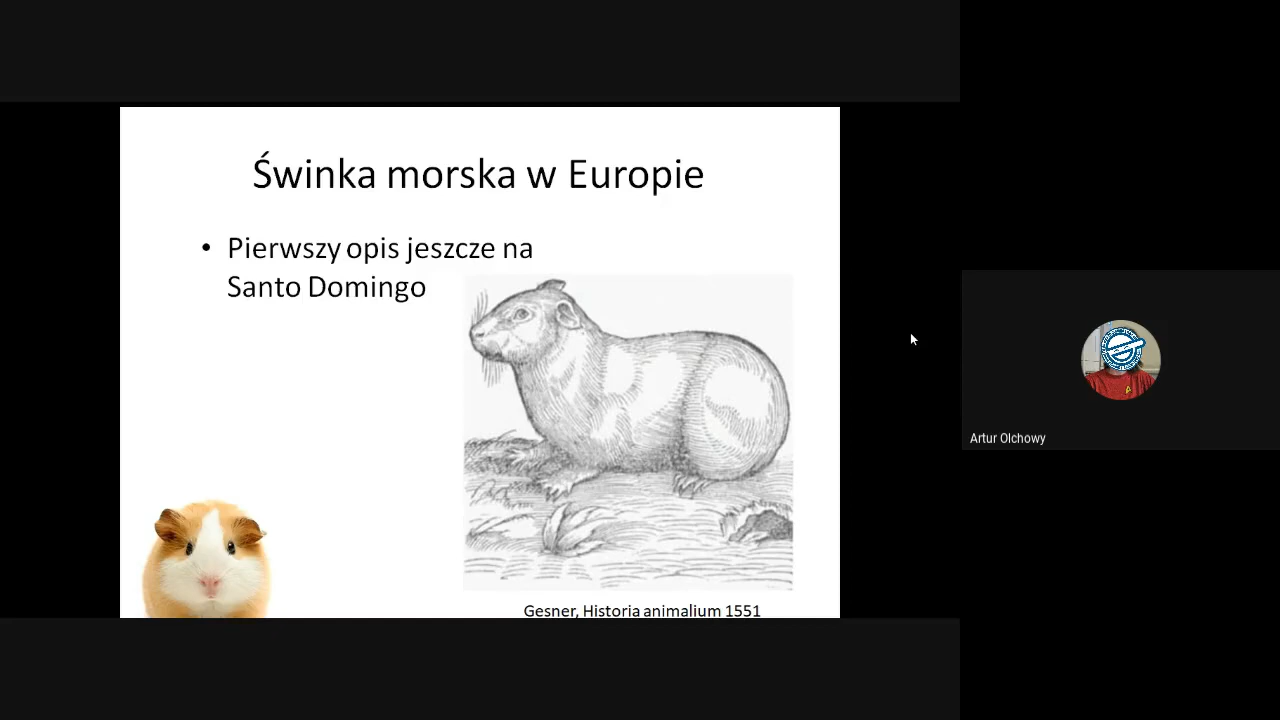 Świnka morska w Europie
• Pierwszy opis jeszcze na
Santo Domingo
Gesner, Historia animalium 1551
Artur Olchowy